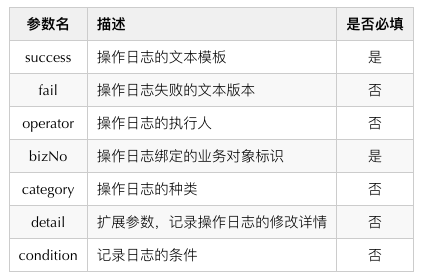 参数名 描述 是否必填
success 操作日志的文本模板 是
fail 操作日志失败的文本版本 否
operator 操作日志的执行人 否
bizNo 操作日志绑定的业务对象标识 是
category 操作日志的种类 否
detail 扩展参数，记录操作日志的修改详情 否
condition 记录日志的条件 否